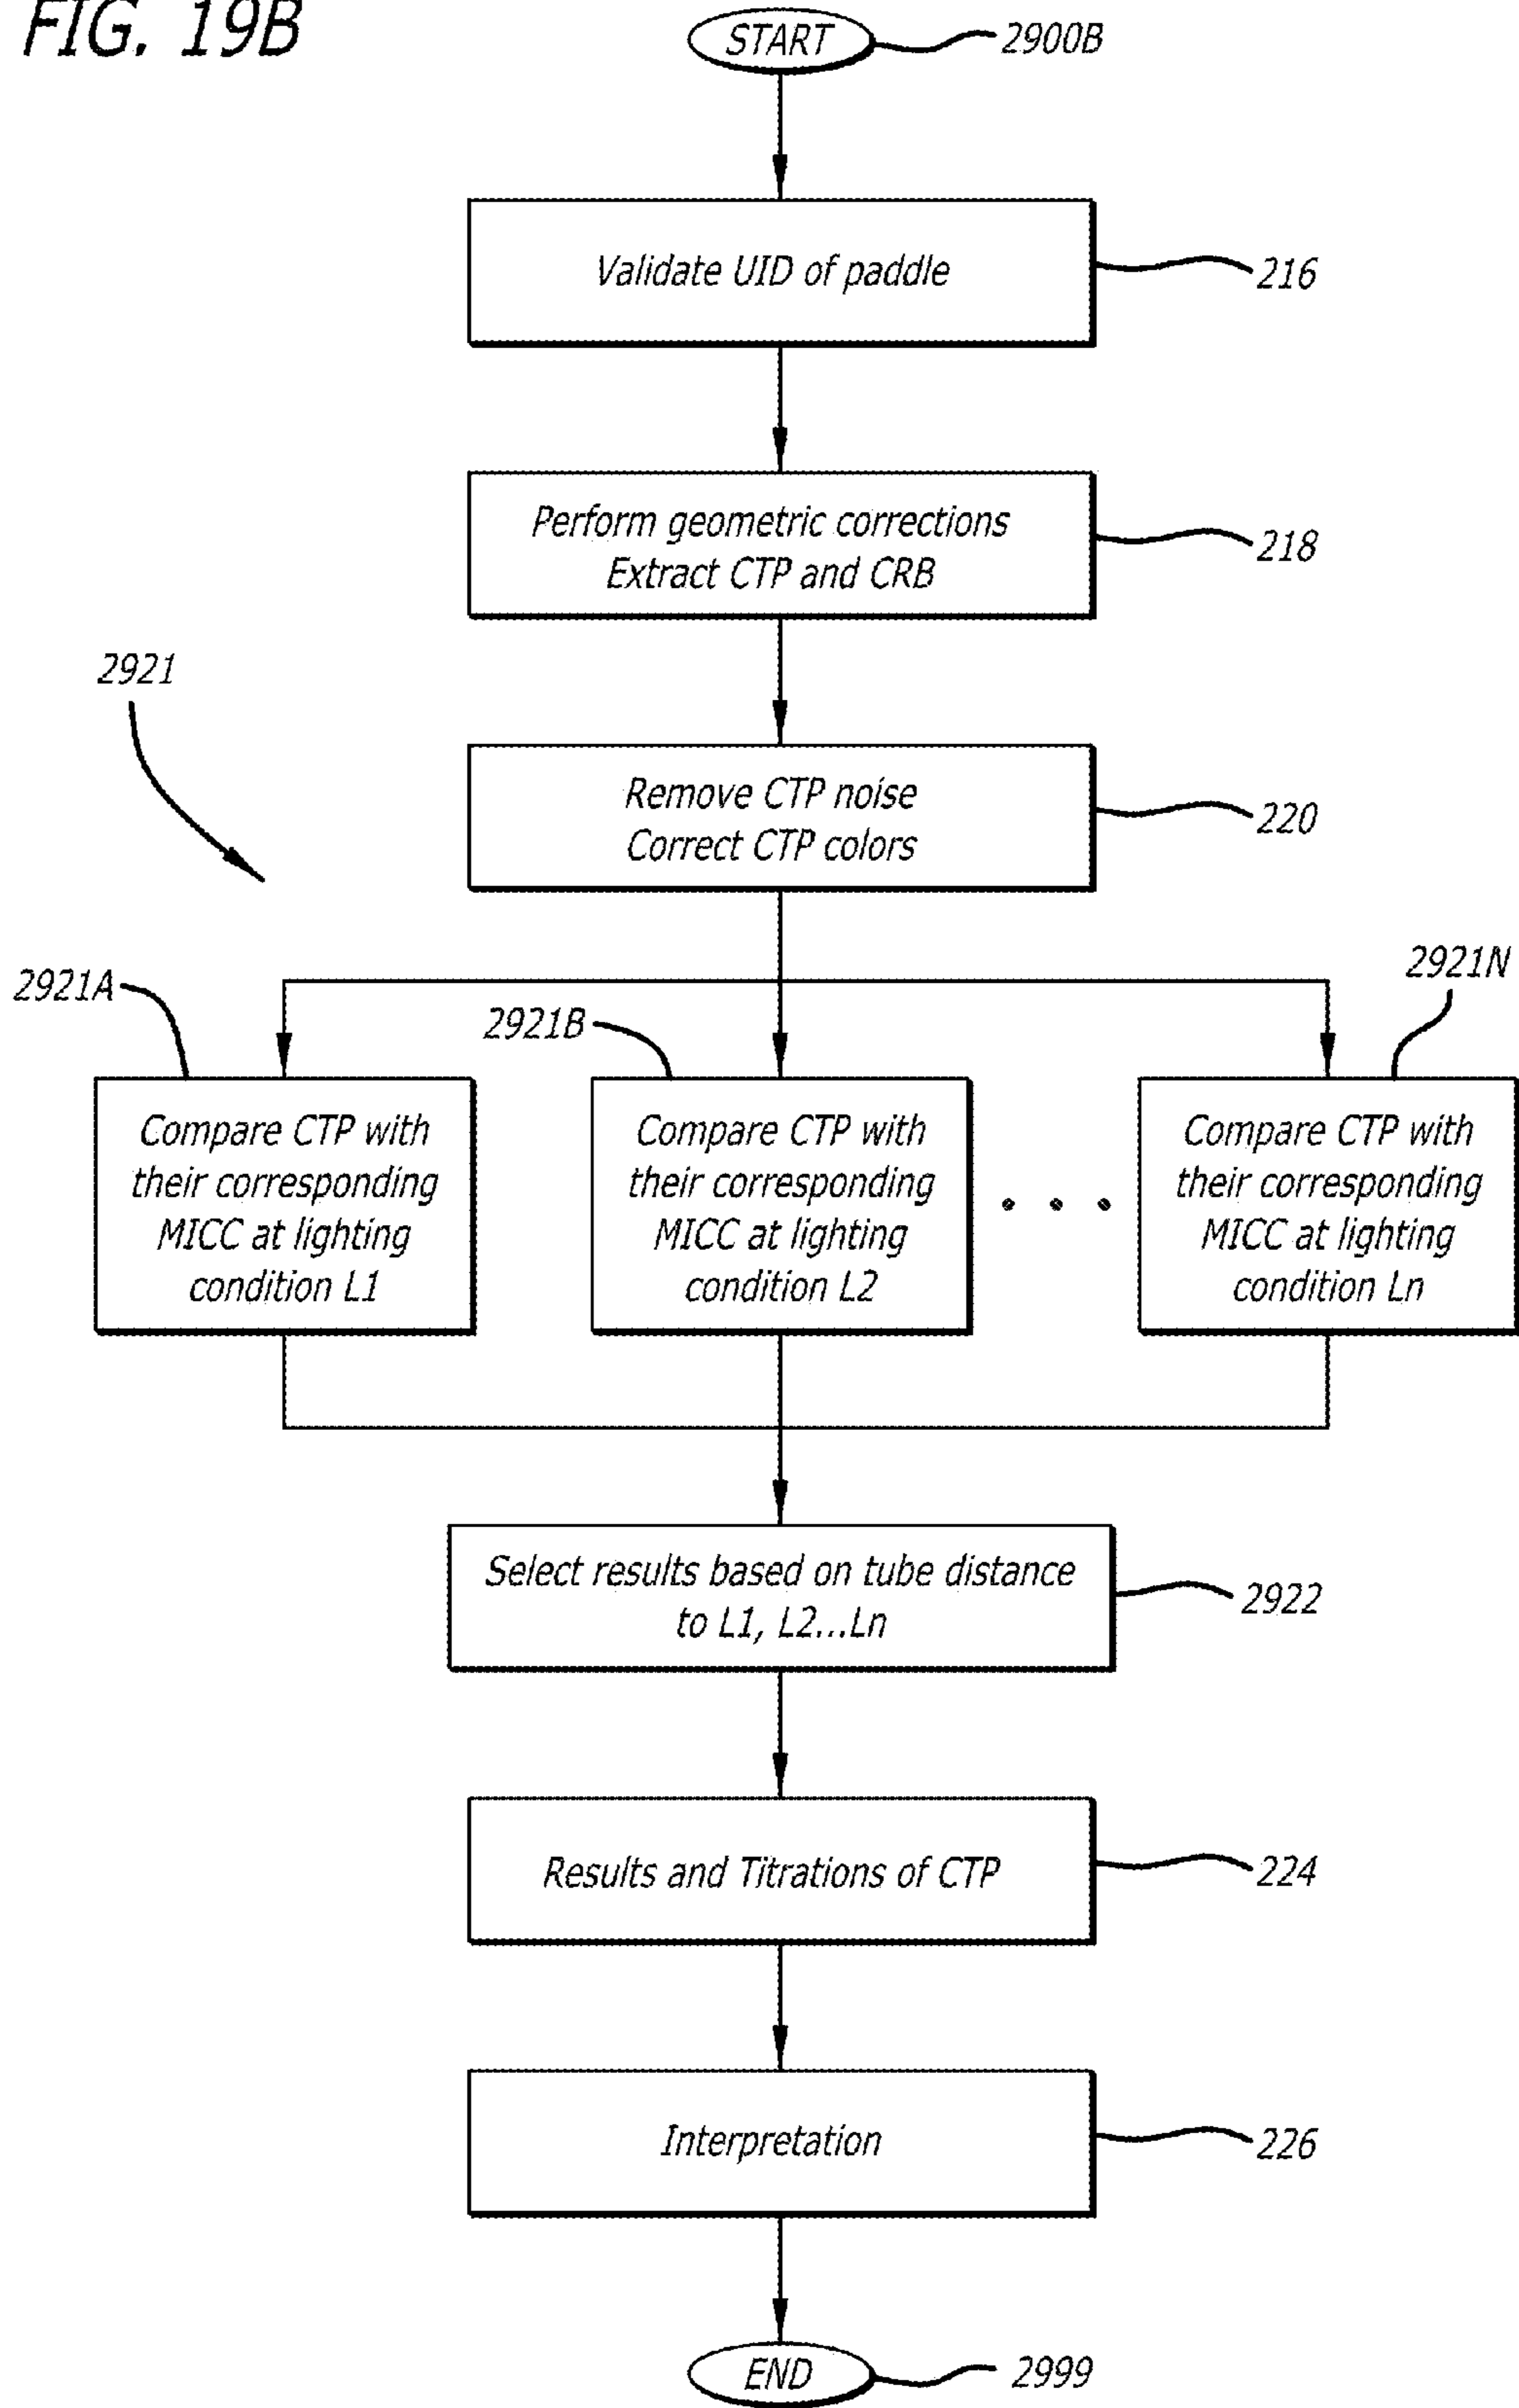 FIG. 19B
START
2900B
Validate UID of paddle
216
Perform geometric corrections
Extract CTP and CRB
218
2921
Remove CTP noise
Correct CTP colors
220
2921A
2921B
2921N
Compare CTP with
their corresponding
MICC at lighting
condition L1
Compare CTP with
their corresponding
MICC at lighting
condition L2
• • •
Compare CTP with
their corresponding
MICC at lighting
condition Ln
Select results based on tube distance
to L1, L2...Ln
2922
Results and Titrations of CTP
224
Interpretation
226
END
2999